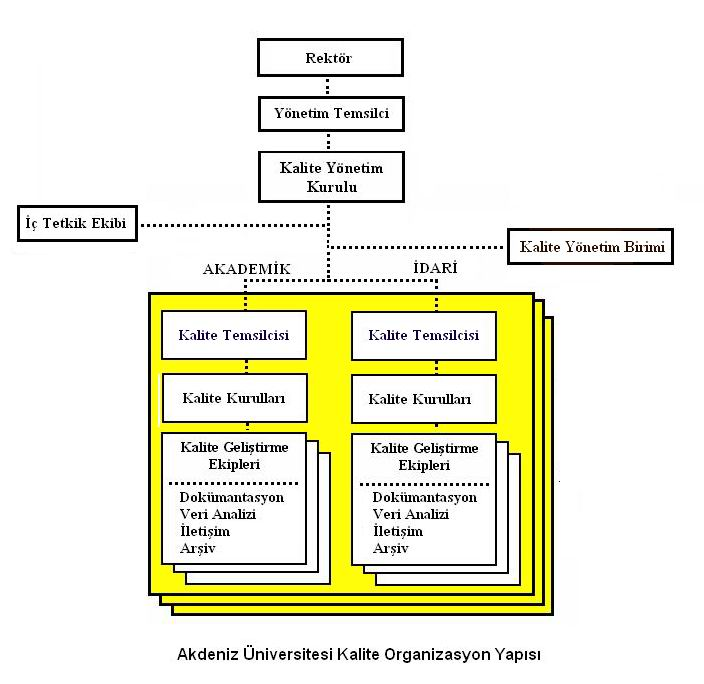 Rektör
Yönetim Temsilci
Kalite Yönetim
Kurulu
İç Tetkik Ekibi
Kalite Yönetim Birimi
AKADEMİK
İDARİ
Kalite Temsilcisi
Kalite Temsilcisi
Kalite Kurulları
Kalite Kurulları
Kalite Geliştirme
Ekipleri
Dokümantasyon
Veri Analizi
İletişim
Arşiv
Kalite Geliştirme
Ekipleri
Dokümantasyon
Veri Analizi
İletişim
Arşiv
Akdeniz Üniversitesi Kalite Organizasyon Yapısı